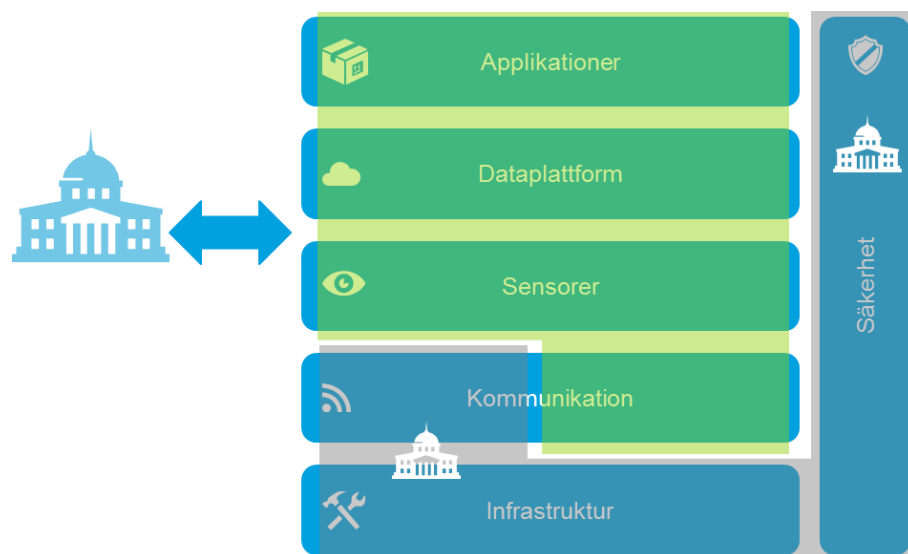 Applikationer
Dataplattform
Sensorer
Kommunikation
Infrastruktur
Säkerhet